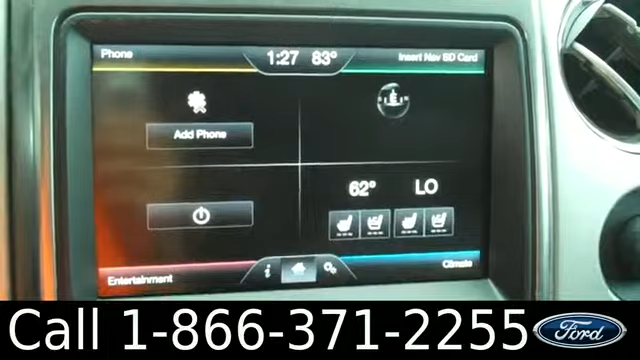 Phone
1:27 83°
Insert Nav SD Card
Add Phone
62° LO
Entertainment
i
Climate
Call 1-866-371-2255
Ford